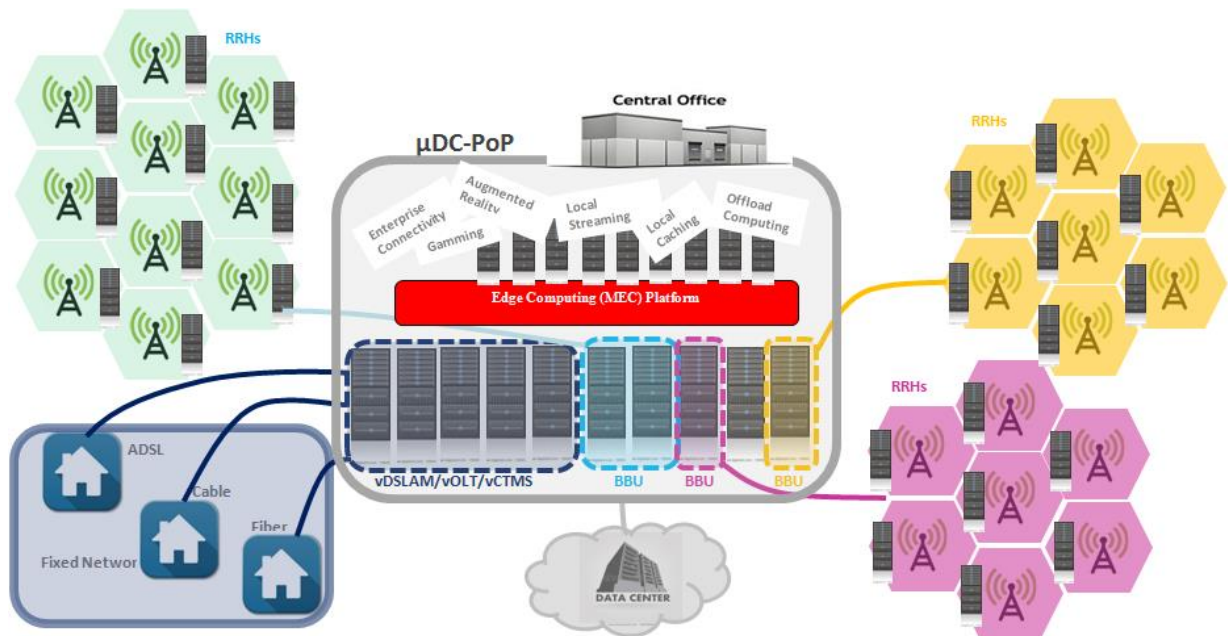 RRHs
Central Office
μDC-PoP
RRHs
Enterprise
Connectivity
Gamming
Augmented
Reality
Local
Streaming
Local
Caching
Offload
Computing
Edge Computing (MEC) Platform
RRHs
ADSL
Cable
Fiber
Fixed Networ
vDSLAM/vOLT/vCTMS
BBU
BBU
BBU
DATA CENTER